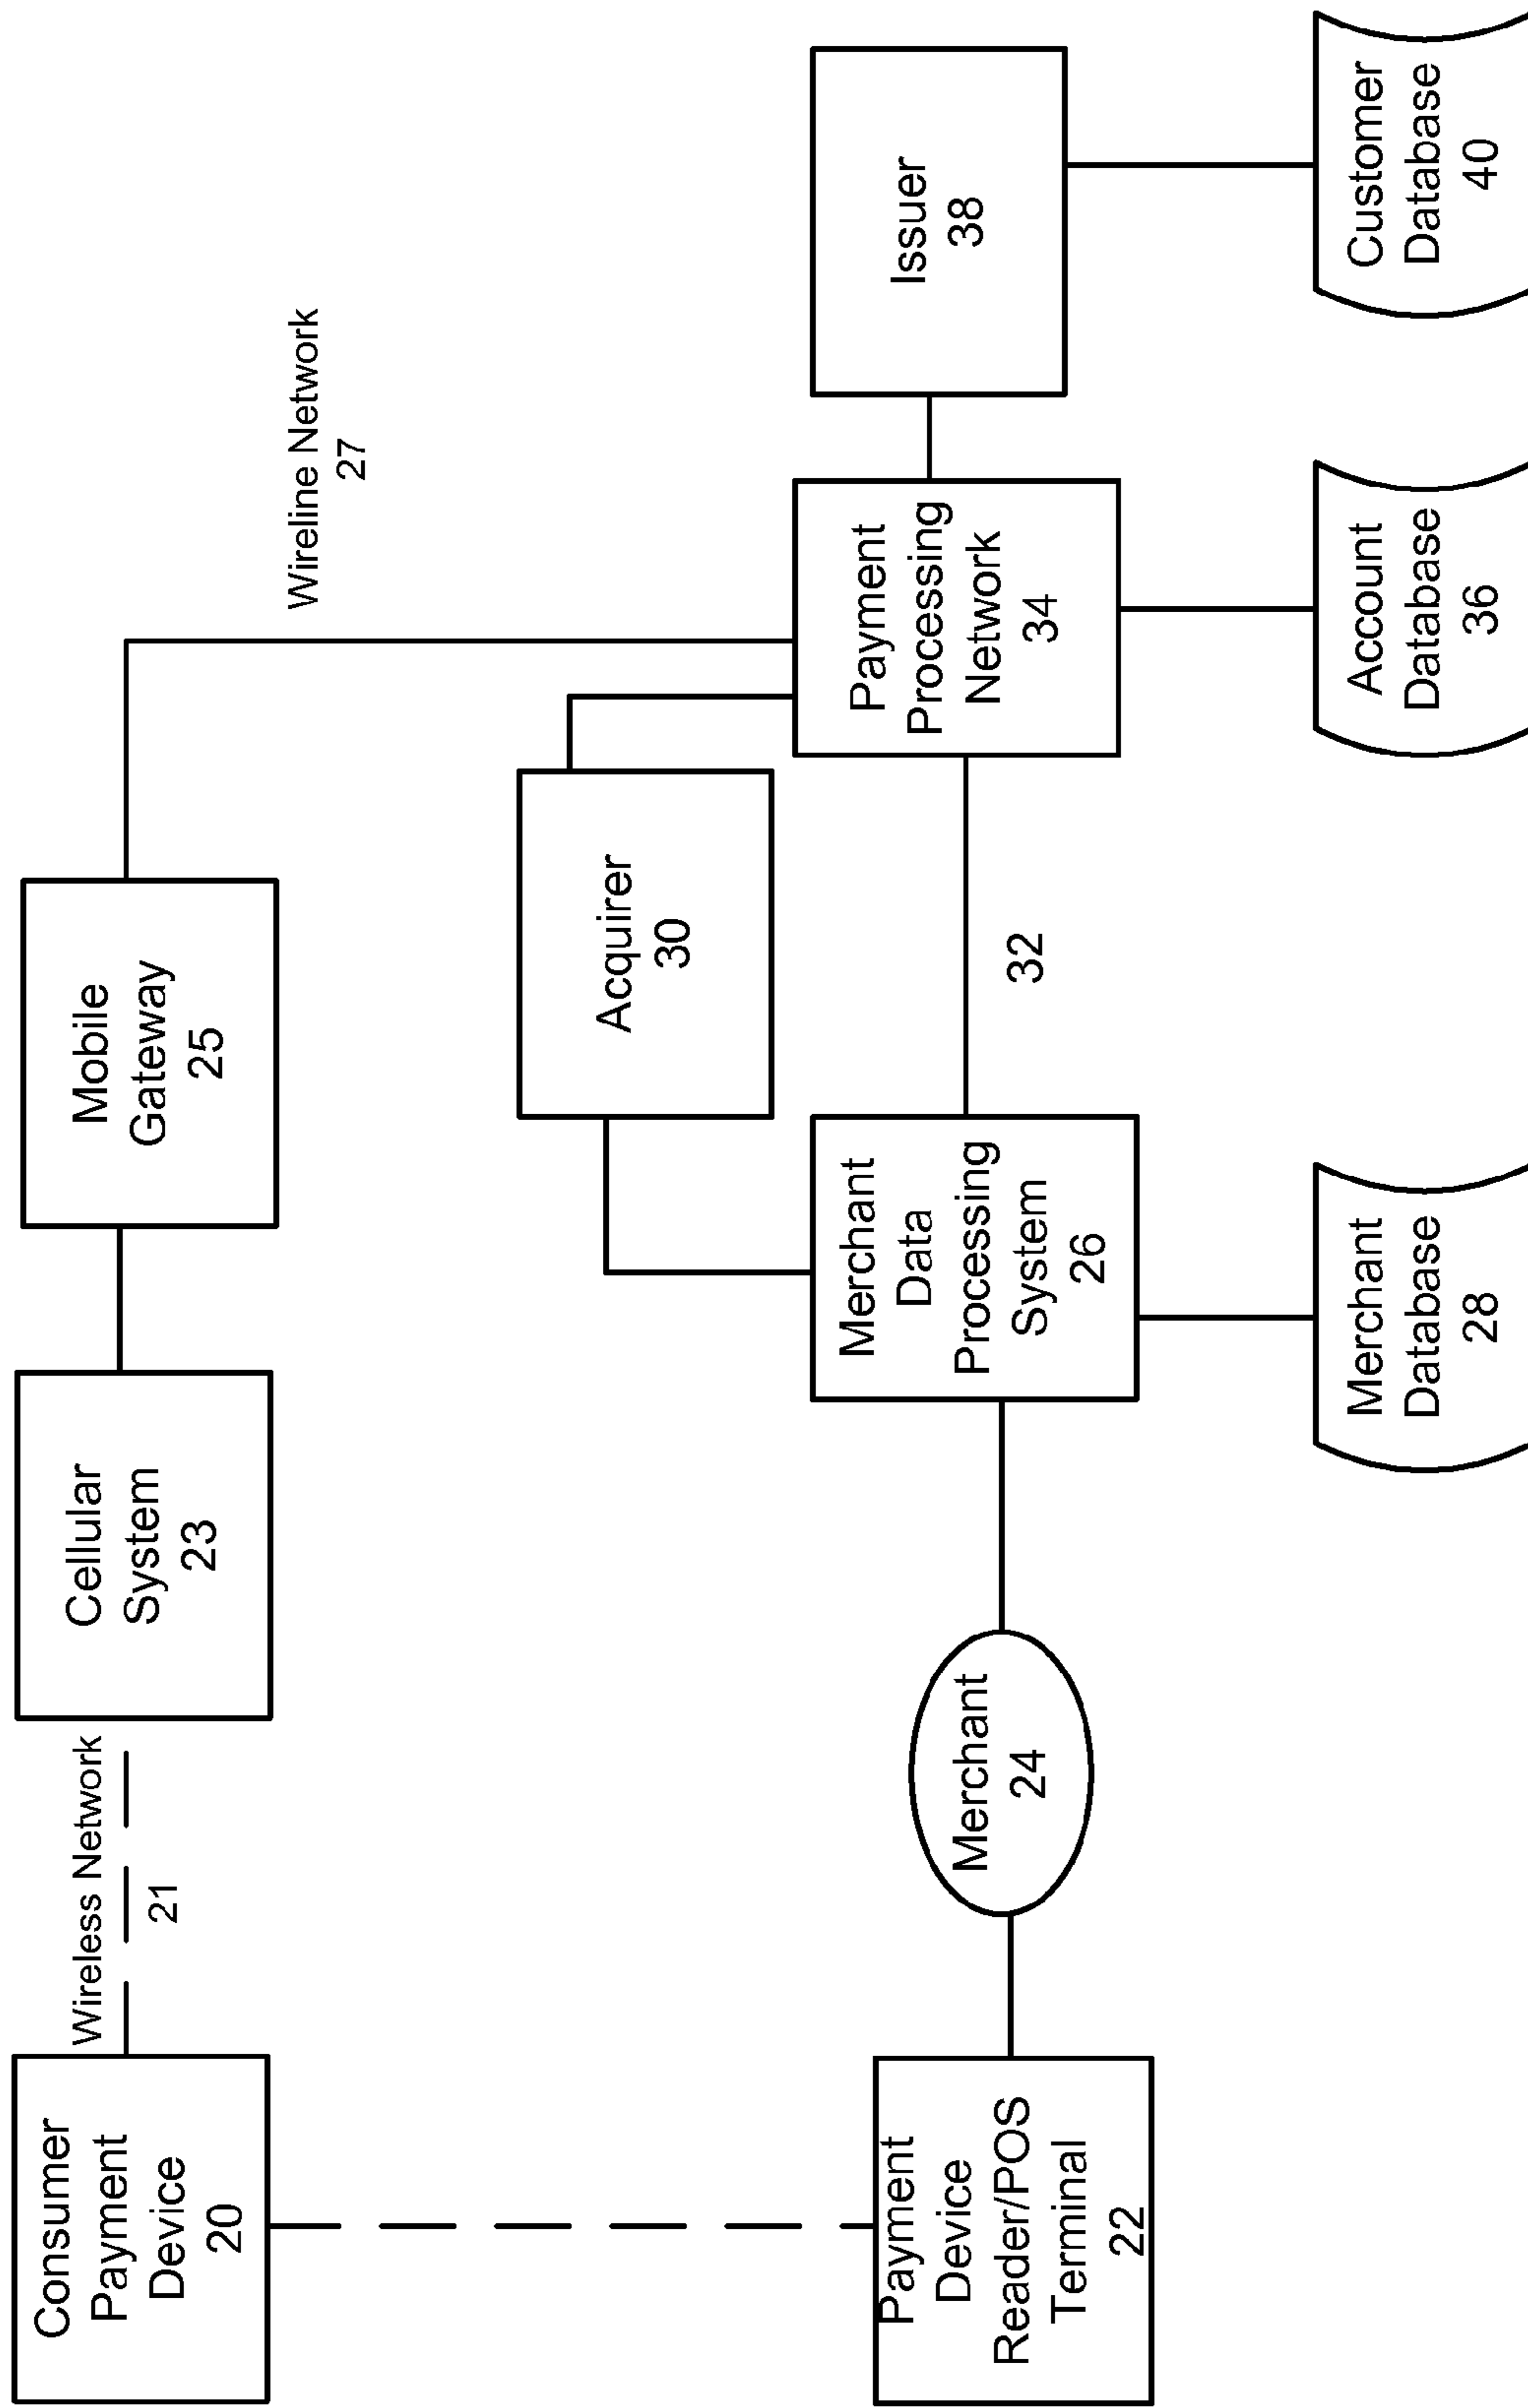 Consumer
Payment
Device
20
Wireless Network
21
Cellular
System
23
Mobile
Gateway
25
Wireline Network
27
Acquirer
30
Payment
Device
Reader/POS
Terminal
22
Merchant
24
Merchant
Data
Processing
System
26
32
Payment
Processing
Network
34
Issuer
38
Merchant
Database
28
Account
Database
36
Customer
Database
40